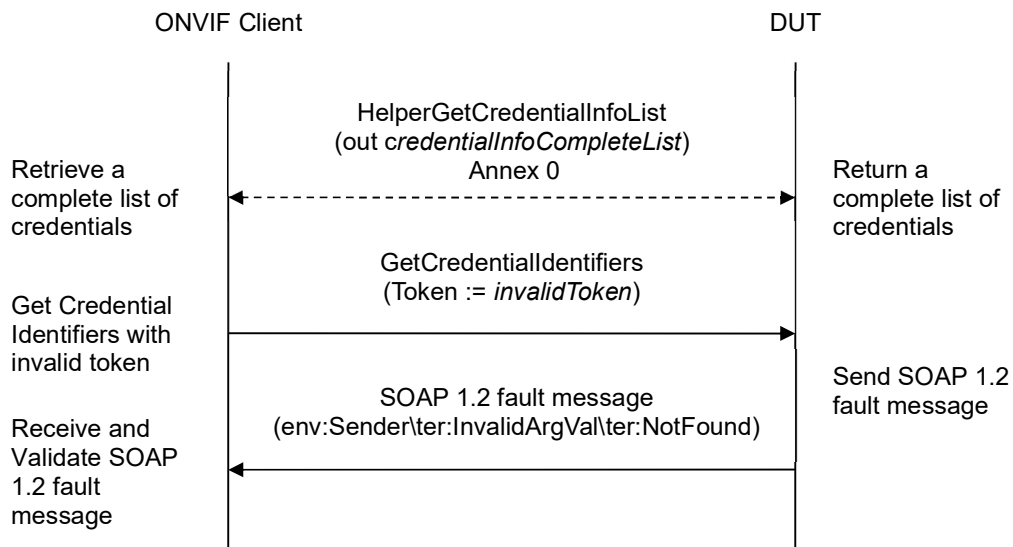 ONVIF Client
DUT
HelperGetCredentialInfoList
(out credentialInfoCompleteList)
Annex 0
Retrieve a
complete list of
credentials
Return a
complete list of
credentials
GetCredentialIdentifiers
(Token := invalidToken)
Get Credential
Identifiers with
invalid token
Send SOAP 1.2
fault message
SOAP 1.2 fault message
(env:Sender\ter:InvalidArgVal\ter:NotFound)
Receive and
Validate SOAP
1.2 fault
message